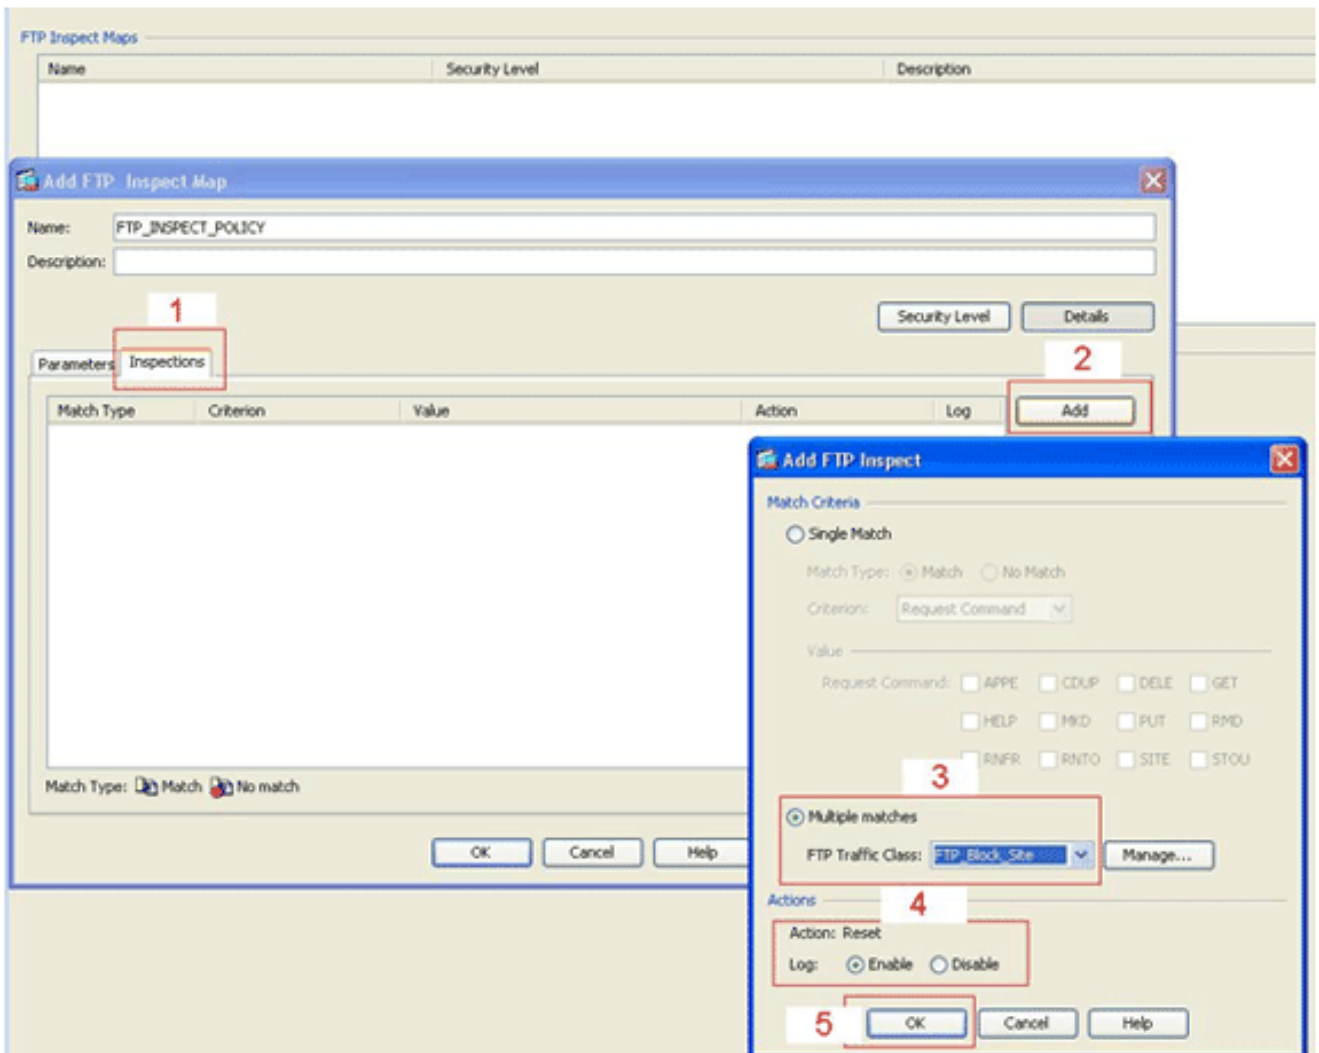 FTP Inspect Maps
Name Security Level Description
Add FTP Inspect Map
Name: FTP_INSPECT_POLICY
Description:
1
Security Level Details
Parameters Inspections
2
Match Type Criterion Value Action Log Add
Match Type: Match No match
OK Cancel Help
Add FTP Inspect
Match Criteria
Single Match
Match Type: Match No Match
Criterion: Request Command
Value
Request Command: APPE CDUP DELE GET
HELP MKD PUT RMD
RNFR RNTO SITE STOU
3
Multiple matches
FTP Traffic Class: FTP_Block_Site Manage...
Actions
4
Action: Reset
Log: Enable Disable
5
OK Cancel Help